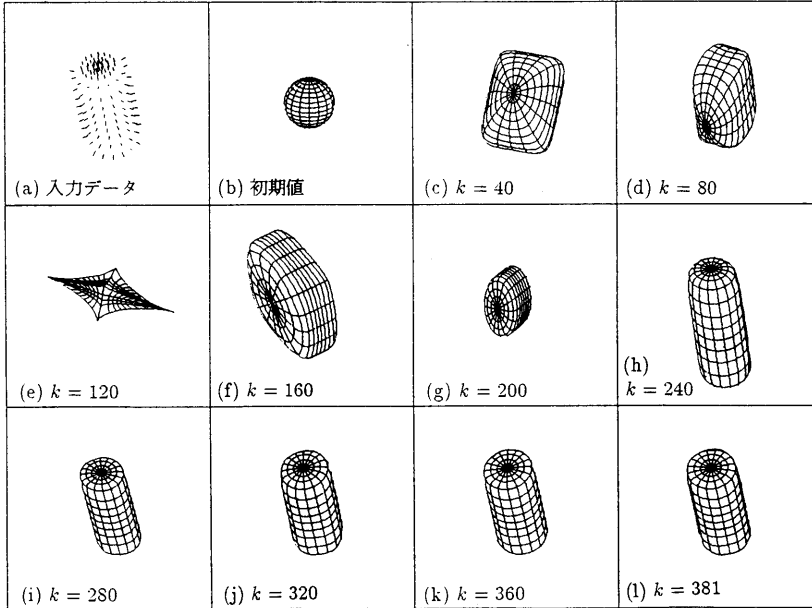 (a) 入力データ
(b) 初期値
(c) k = 40
(d) k = 80
(e) k = 120
(f) k = 160
(g) k = 200
(h)
k = 240
(i) k = 280
(j) k = 320
(k) k = 360
(l) k = 381